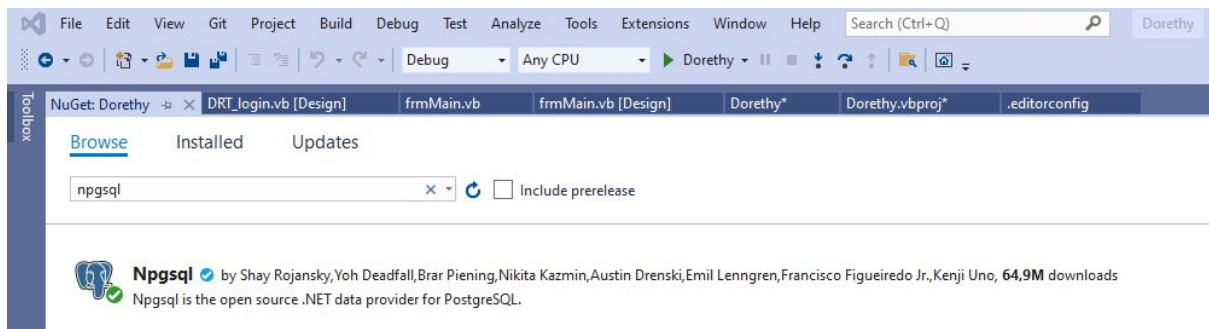 File Edit View Git Project Build Debug Test Analyze Tools Extensions Window Help Search (Ctrl+Q) Dorethy
Debug Any CPU Dorethy
Toolbox
NuGet: Dorethy DRT_login.vb [Design] frmMain.vb frmMain.vb [Design] Dorethy* Dorethy.vbproj* .editorconfig
Browse Installed Updates
npgsql Include prerelease
Npgsql by Shay Rojansky,Yoh Deadfall,Brar Piening,Nikita Kazmin,Austin Drenski,Emil Lenngren,Francisco Figueiredo Jr.,Kenji Uno, 64,9M downloads
Npgsql is the open source .NET data provider for PostgreSQL.